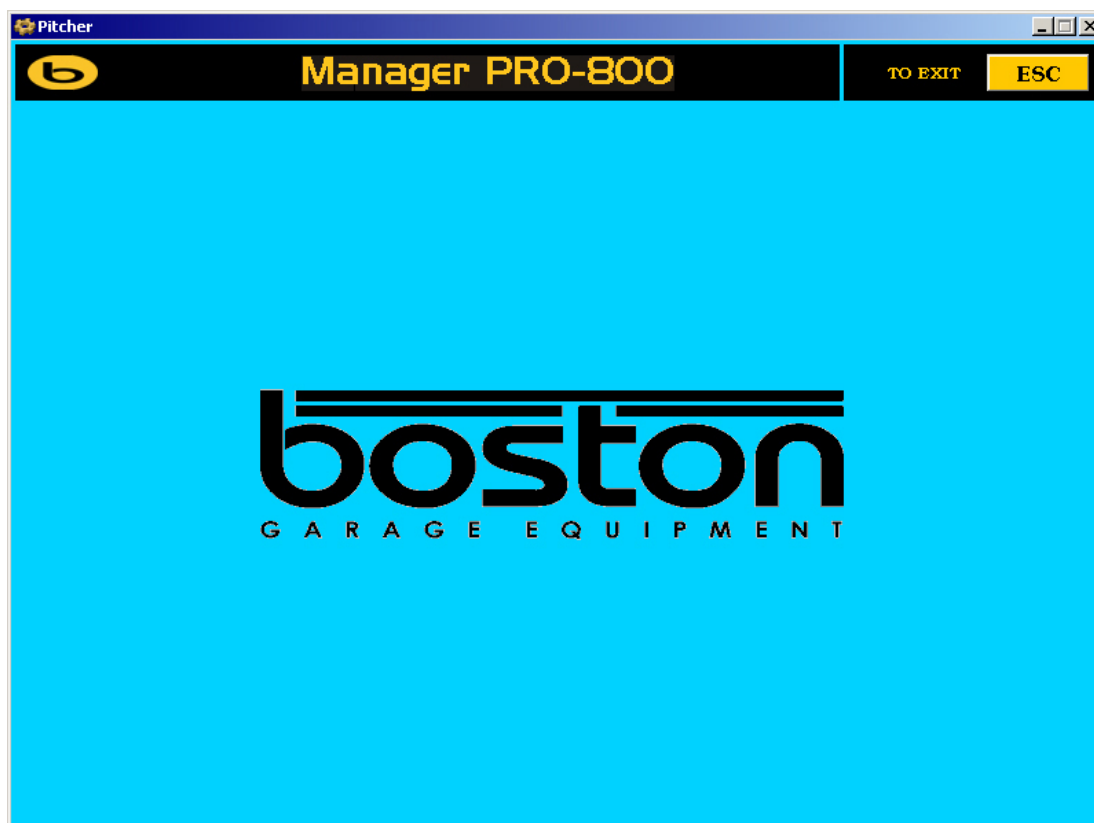 Pitcher
b
Manager PRO-800
TO EXIT
ESC
boston
GARAGE EQUIPMENT